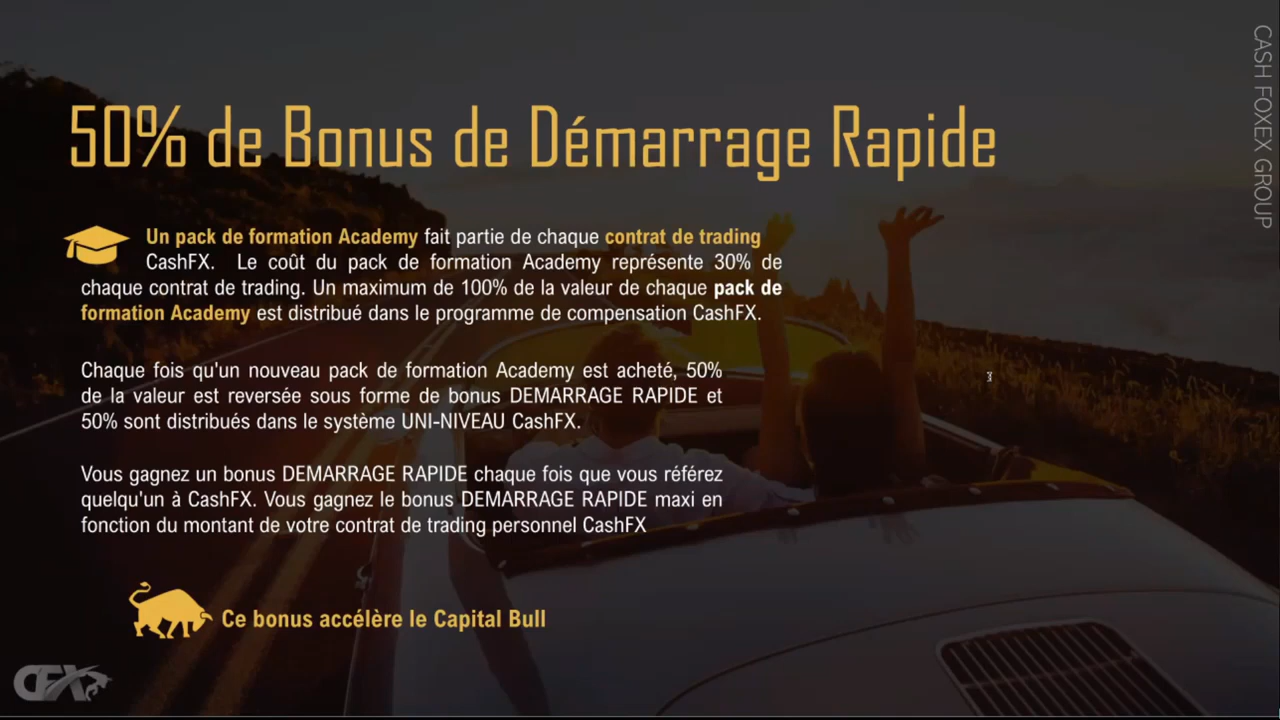 50% de Bonus de Démarrage Rapide
Un pack de formation Academy fait partie de chaque contrat de trading
CashFX. Le coût du pack de formation Academy représente 30% de
chaque contrat de trading. Un maximum de 100% de la valeur de chaque pack de
formation Academy est distribué dans le programme de compensation CashFX.
Chaque fois qu'un nouveau pack de formation Academy est acheté, 50%
de la valeur est reversée sous forme de bonus DEMARRAGE RAPIDE et
50% sont distribués dans le système UNI-NIVEAU CashFX.
Vous gagnez un bonus DEMARRAGE RAPIDE chaque fois que vous référez
quelqu'un à CashFX. Vous gagnez le bonus DEMARRAGE RAPIDE maxi en
fonction du montant de votre contrat de trading personnel CashFX
Ce bonus accélère le Capital Bull
CFX
CASH FOXEX GROUP